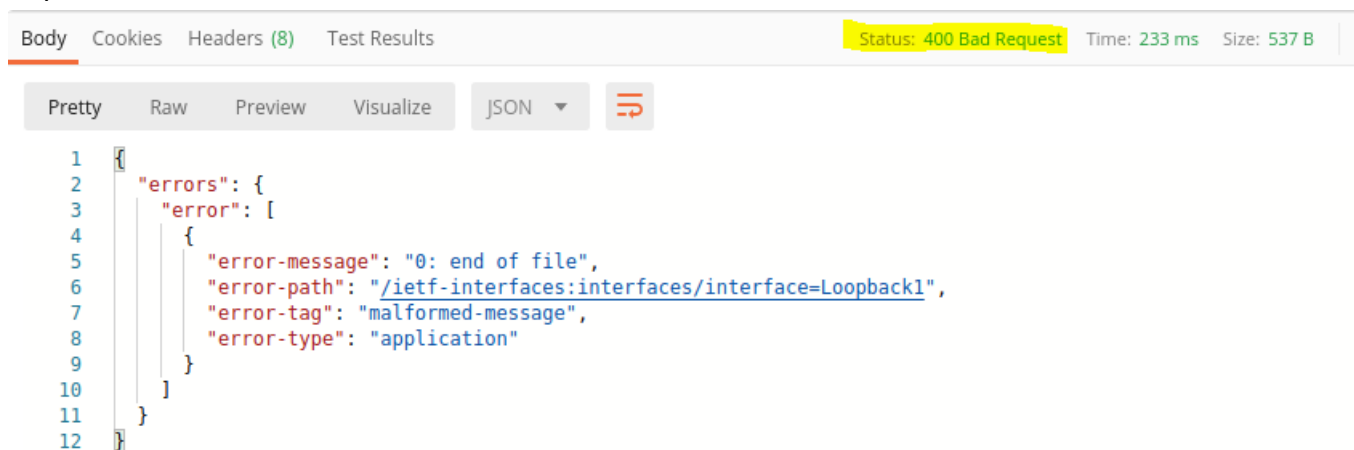 Body Cookies Headers (8) Test Results Status: 400 Bad Request Time: 233 ms Size: 537 B
Pretty Raw Preview Visualize JSON
1 {
2 "errors": {
3 "error": [
4 {
5 "error-message": "0: end of file",
6 "error-path": "/ietf-interfaces:interfaces/interface=Loopback1",
7 "error-tag": "malformed-message",
8 "error-type": "application"
9 }
10 ]
11 }
12 }